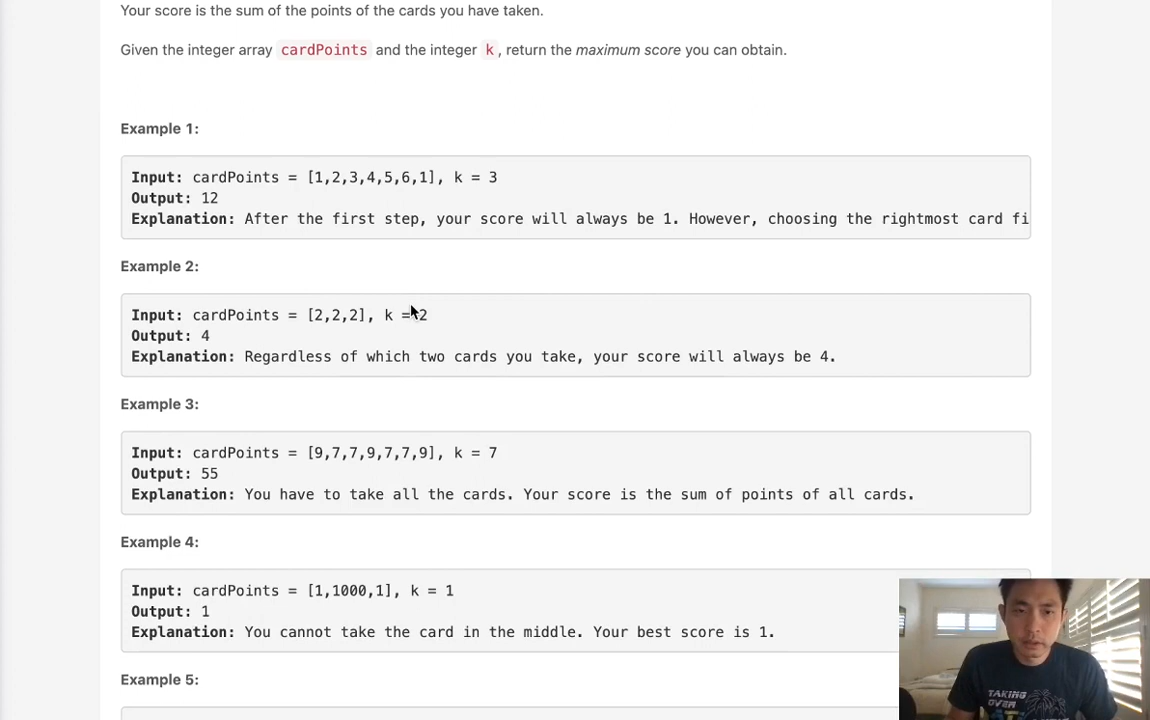 Your score is the sum of the points of the cards you have taken.
Given the integer array cardPoints and the integer k, return the maximum score you can obtain.
Example 1:
Input: cardPoints = [1,2,3,4,5,6,1], k = 3
Output: 12
Explanation: After the first step, your score will always be 1. However, choosing the rightmost card fi
Example 2:
Input: cardPoints = [2,2,2], k = 2
Output: 4
Explanation: Regardless of which two cards you take, your score will always be 4.
Example 3:
Input: cardPoints = [9,7,7,9,7,7,9], k = 7
Output: 55
Explanation: You have to take all the cards. Your score is the sum of points of all cards.
Example 4:
Input: cardPoints = [1,1000,1], k = 1
Output: 1
Explanation: You cannot take the card in the middle. Your best score is 1.
Example 5:
TAKING
OVER